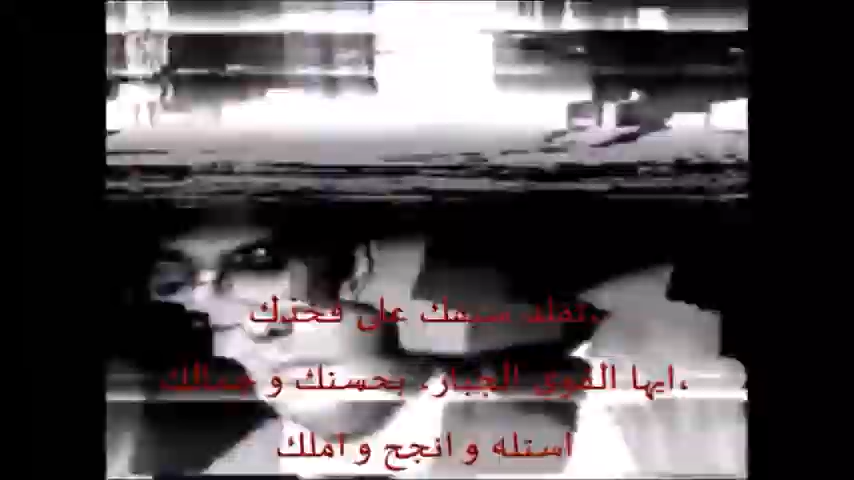 تقلد سيفك على فخذك،
ايها القوي الجبار، بحسنك و جمالك،
استله و انجح و املك